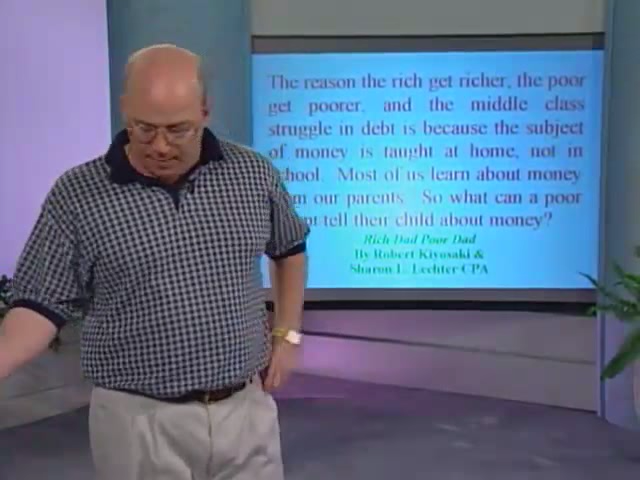 The reason the rich get richer, the poor
get poorer, and the middle class
struggle in debt is because the subject
of money is taught at home, not in
chool. Most of us learn about money
m our parents. So what can a poor
nt tell their child about money?
Rich Dad Poor Dad
By Robert Kiyosaki &
Sharon L. Lechter CPA